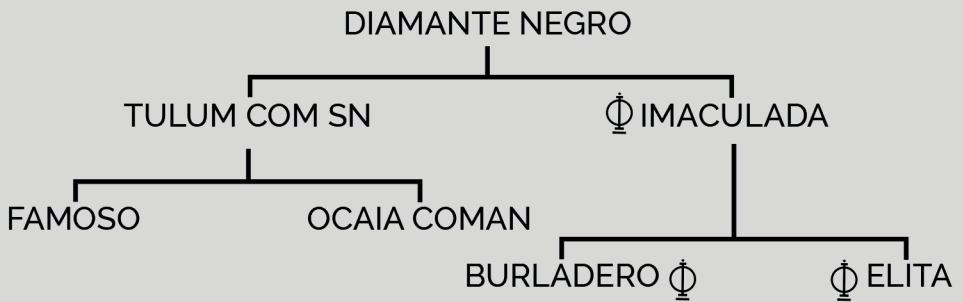 DIAMANTE NEGRO
TULUM COM SN
IMACULADA
FAMOSO
OCAIA COMAN
BURLADERO
ELITA